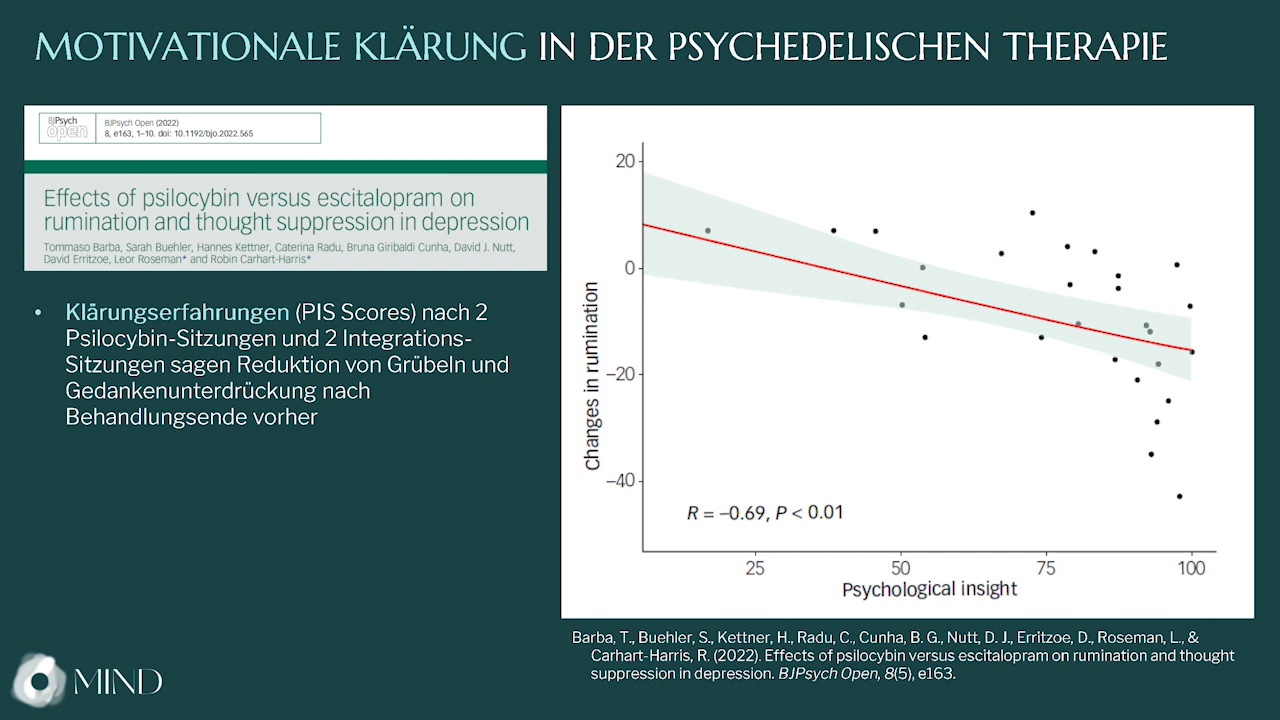 MOTIVATIONALE KLÄRUNG IN DER PSYCHEDELISCHEN THERAPIE
BJPsych
open
BJPsych Open (2022)
8, e163, 1–10. doi: 10.1192/bjo.2022.565
Effects of psilocybin versus escitalopram on
rumination and thought suppression in depression
Tommaso Barba, Sarah Buehler, Hannes Kettner, Caterina Radu, Bruna Giribaldi Cunha, David J. Nutt,
David Erritzoe, Leor Roseman* and Robin Carhart-Harris*
• Klärungserfahrungen (PIS Scores) nach 2
Psilocybin-Sitzungen und 2 Integrations-
Sitzungen sagen Reduktion von Grübeln und
Gedankenunterdrückung nach
Behandlungsende vorher
Changes in rumination
20
0
–20
–40
R = –0.69, P < 0.01
25 50 75 100
Psychological insight
Barba, T., Buehler, S., Kettner, H., Radu, C., Cunha, B. G., Nutt, D. J., Erritzoe, D., Roseman, L., &
Carhart-Harris, R. (2022). Effects of psilocybin versus escitalopram on rumination and thought
suppression in depression. BJPsych Open, 8(5), e163.
MIND